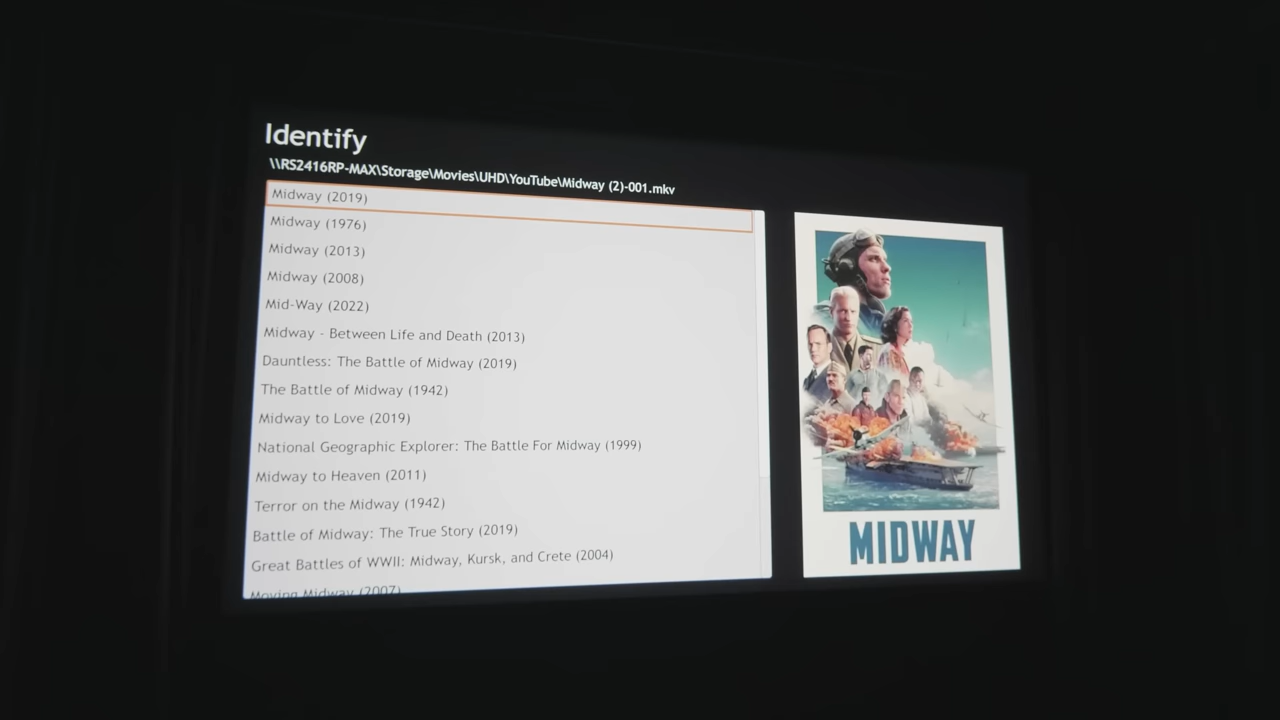 Identify
\\RS2416RP-MAX\Storage\Movies\UHD\YouTube\Midway (2)-001.mkv
Midway (2019)
Midway (1976)
Midway (2013)
Midway (2008)
Mid-Way (2022)
Midway - Between Life and Death (2013)
Dauntless: The Battle of Midway (2019)
The Battle of Midway (1942)
Midway to Love (2019)
National Geographic Explorer: The Battle For Midway (1999)
Midway to Heaven (2011)
Terror on the Midway (1942)
Battle of Midway: The True Story (2019)
Great Battles of WWII: Midway, Kursk, and Crete (2004)
Moving Midway (2007)
MIDWAY